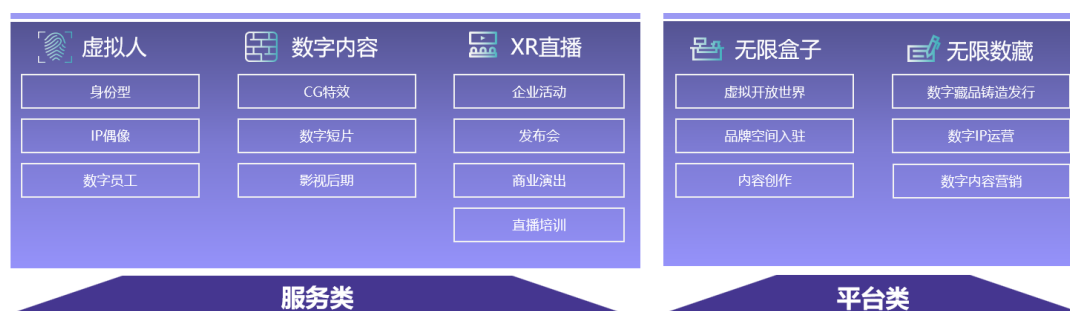 虚拟人
身份型
IP偶像
数字员工
数字内容
CG特效
数字短片
影视后期
XR直播
企业活动
发布会
商业演出
直播培训
服务类
无限盒子
虚拟开放世界
品牌空间入驻
内容创作
无限数藏
数字藏品铸造发行
数字IP运营
数字内容营销
平台类